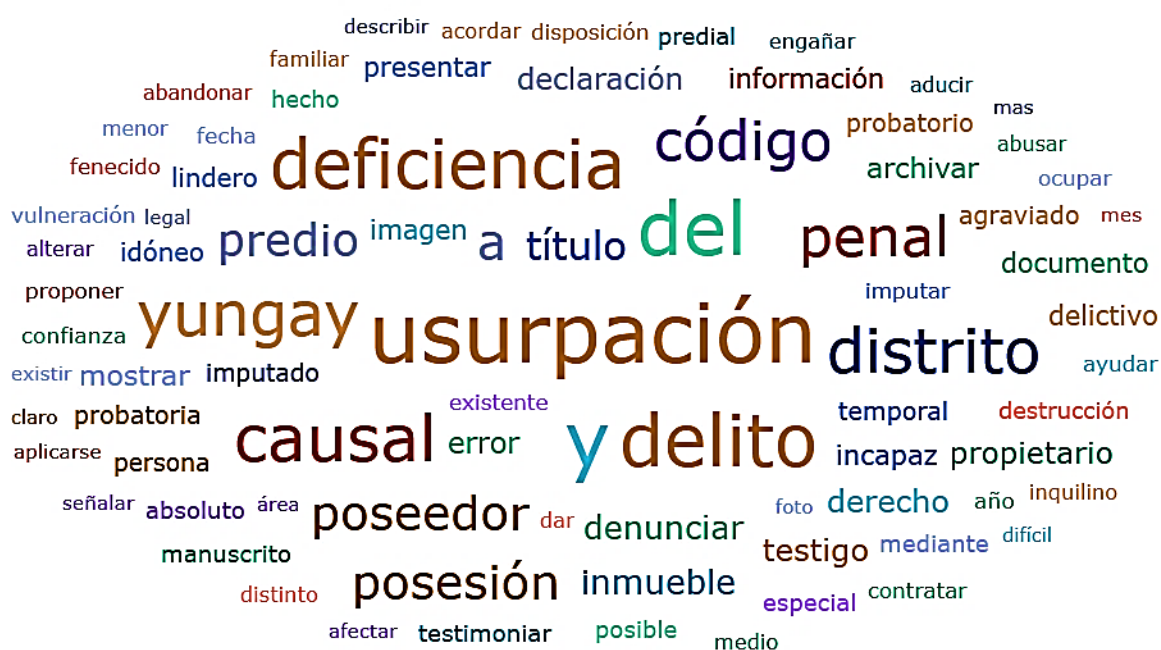 describir acordar disposición predial engañar
familiar presentar declaración información aducir
abandonar hecho mas
menor fecha deficiencia código probatorio abusar
fenecido lindero archivar ocupar
vulneración legal predio imagen a título del penal agraviado mes
alterar idóneo documento
proponer yungay usurpación imputar delictivo
confianza distrito ayudar
existir mostrar imputado
claro probatoria existente temporal destrucción
aplicarse persona causal error y delito incapaz propietario
señalar absoluto área poseedor dar denunciar foto derecho año inquilino
manuscrito testigo mediante difícil
distinto posesión inmueble especial contratar
afectar testimoniar posible medio